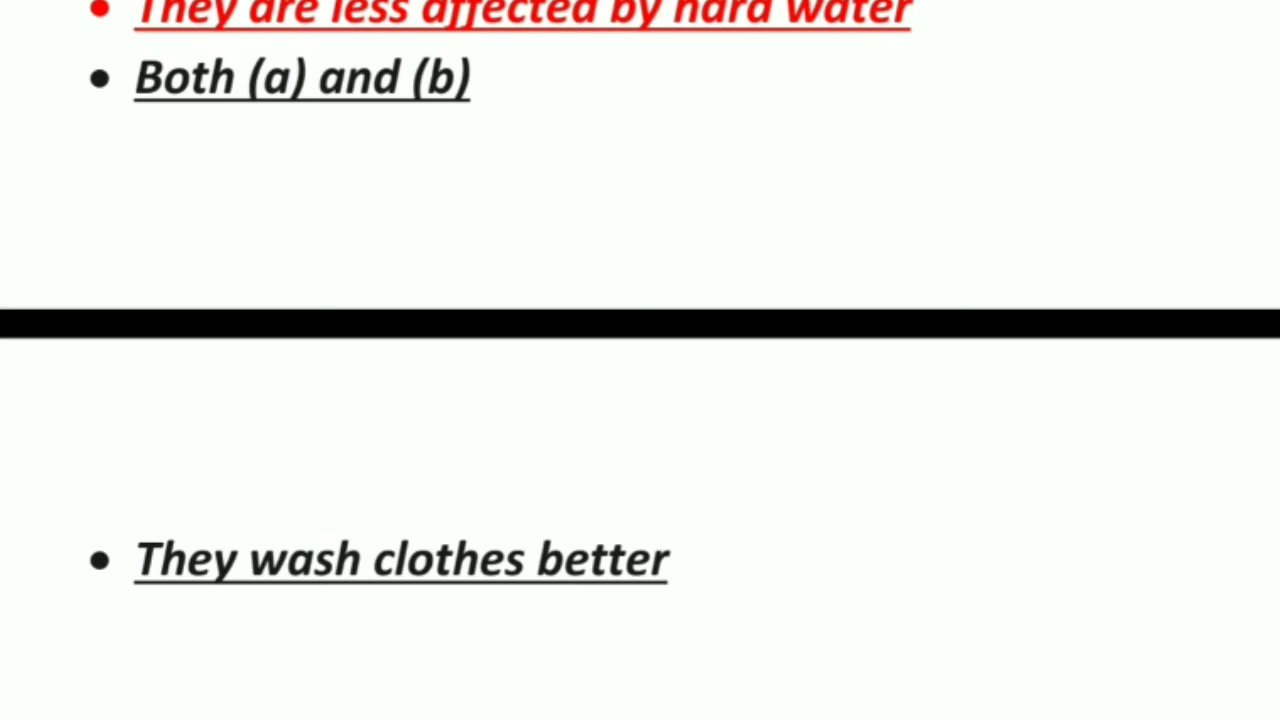 • They are less affected by hard water
• Both (a) and (b)
• They wash clothes better